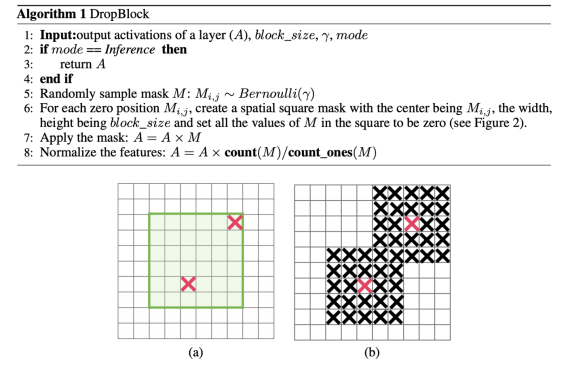 Algorithm 1 DropBlock
1: Input:output activations of a layer (A), block_size, γ, mode
2: if mode == Inference then
3: return A
4: end if
5: Randomly sample mask M: M_{i,j} ∼ Bernoulli(γ)
6: For each zero position M_{i,j}, create a spatial square mask with the center being M_{i,j}, the width,
height being block_size and set all the values of M in the square to be zero (see Figure 2).
7: Apply the mask: A = A × M
8: Normalize the features: A = A × count(M)/count_ones(M)
(a) (b)